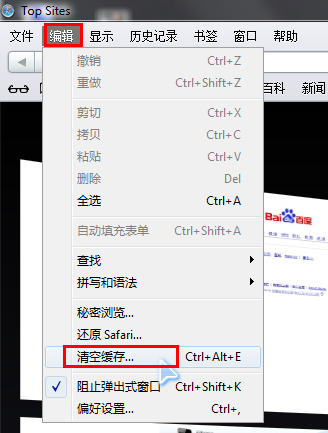 Top Sites
文件 编辑 显示 历史记录 书签 窗口 帮助
撤销 Ctrl+Z
重做 Ctrl+Shift+Z
百科 新闻
剪切 Ctrl+X
拷贝 Ctrl+C
粘贴 Ctrl+V
删除 Del
全选 Ctrl+A
自动填充表单 Ctrl+Shift+A
Bai 百度
查找
拼写和语法
秘密浏览...
还原 Safari...
清空缓存... Ctrl+Alt+E
阻止弹出式窗口 Ctrl+Shift+K
偏好设置... Ctrl+,